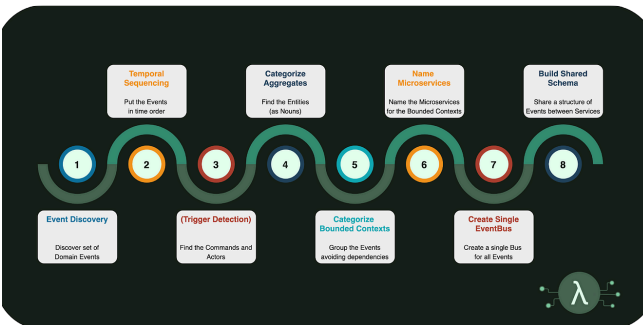 Temporal
Sequencing
Put the Events
in time order
Categorize
Aggregates
Find the Entities
(as Nouns)
Name
Microservices
Name the Microservices
for the Bounded Contexts
Build Shared
Schema
Share a structure of
Events between Services
1
2
3
4
5
6
7
8
Event Discovery
Discover set of
Domain Events
(Trigger Detection)
Find the Commands and
Actors
Categorize
Bounded Contexts
Group the Events
avoiding dependencies
Create Single
EventBus
Create a single Bus
for all Events
λ